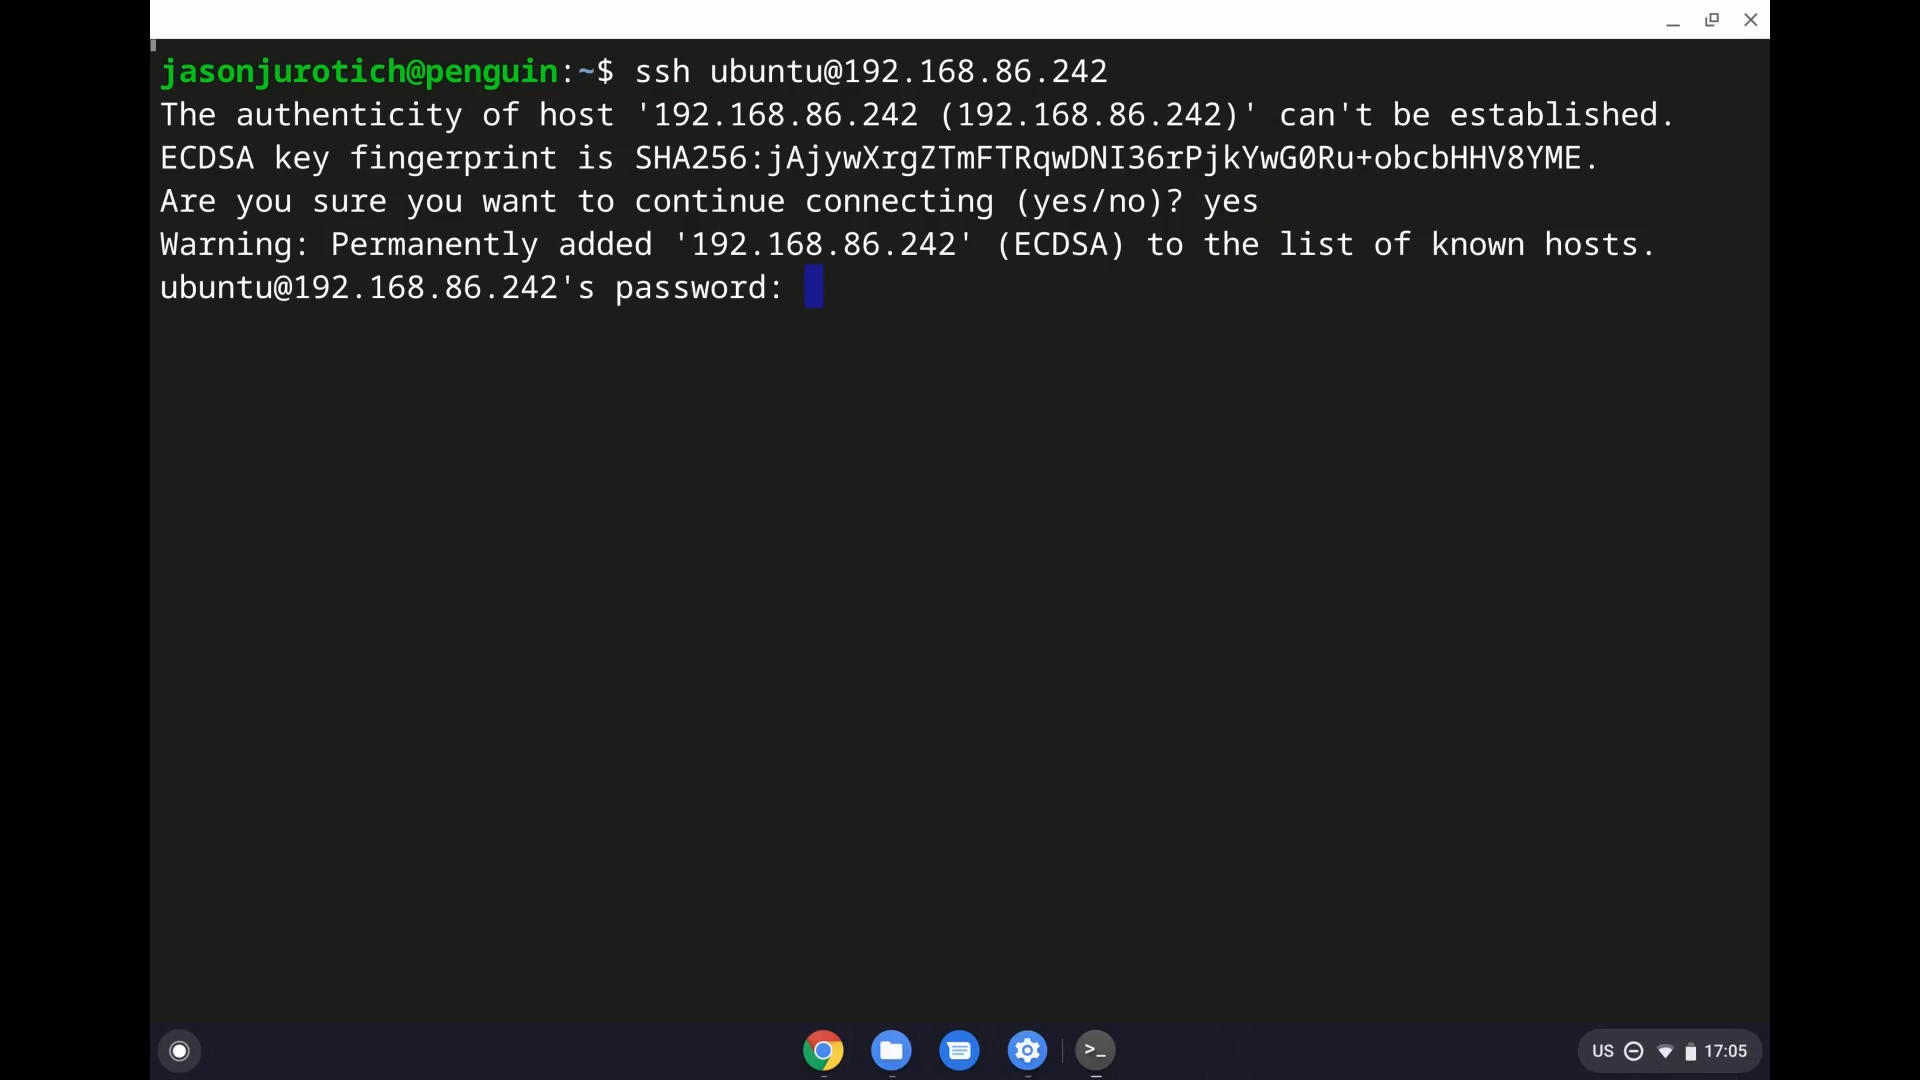 jasonjurotich@penguin:~$ ssh ubuntu@192.168.86.242
The authenticity of host '192.168.86.242 (192.168.86.242)' can't be established.
ECDSA key fingerprint is SHA256:jAjywXrgZTmFTRqwDNI36rPjkYwG0Ru+obcbHHV8YME.
Are you sure you want to continue connecting (yes/no)? yes
Warning: Permanently added '192.168.86.242' (ECDSA) to the list of known hosts.
ubuntu@192.168.86.242's password:
>_
US 17:05